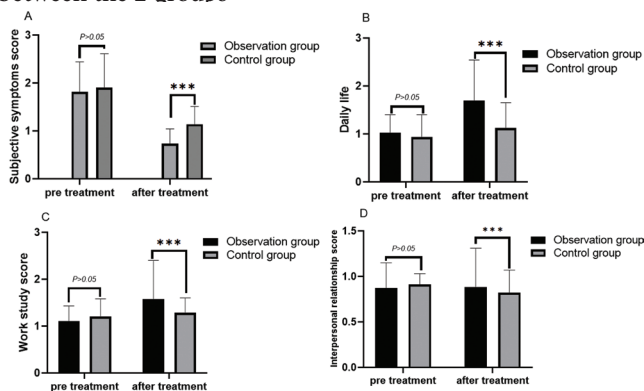 between the 2 Groups
A
Subjective symptoms score
3
2
1
0
P>0.05
***
Observation group
Control group
pre treatment
after treatment
B
Daily life
3
2
1
0
P>0.05
***
Observation group
Control group
pre treatment
after treatment
C
Work study score
3
2
1
0
P>0.05
***
Observation group
Control group
pre treatment
after treatment
D
Interpersonal relationship score
1.5
1.0
0.5
0.0
P>0.05
***
Observation group
Control group
pre treatment
after treatment